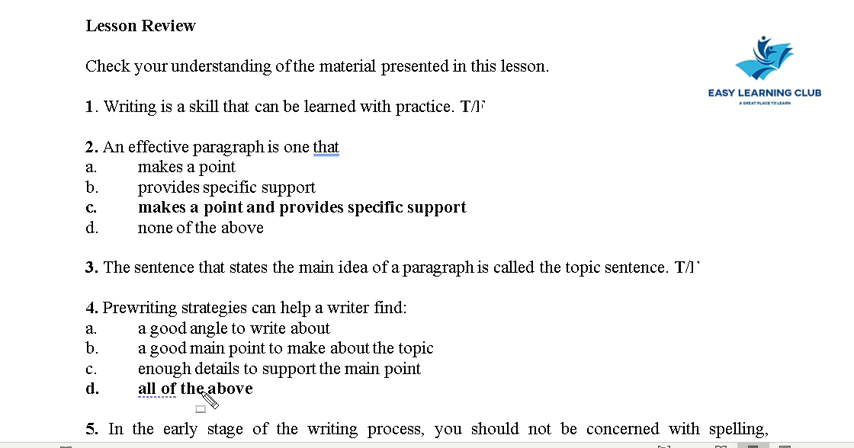 Lesson Review
EASY LEARNING CLUB
A GREAT PLACE TO LEARN
Check your understanding of the material presented in this lesson.
1. Writing is a skill that can be learned with practice. T/F
2. An effective paragraph is one that
a. makes a point
b. provides specific support
c. makes a point and provides specific support
d. none of the above
3. The sentence that states the main idea of a paragraph is called the topic sentence. T/F
4. Prewriting strategies can help a writer find:
a. a good angle to write about
b. a good main point to make about the topic
c. enough details to support the main point
d. all of the above
5. In the early stage of the writing process, you should not be concerned with spelling,